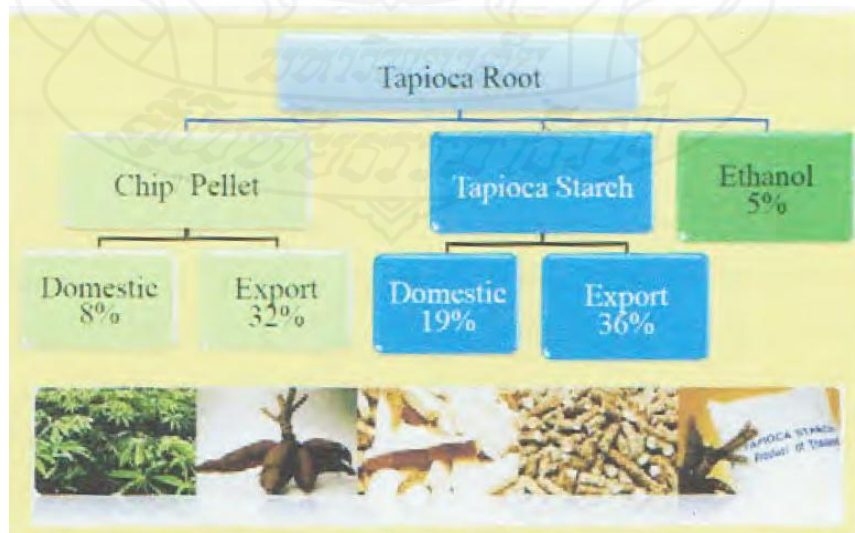 Tapioca Root
Chip Pellet
Tapioca Starch
Ethanol
5%
Domestic
8%
Export
32%
Domestic
19%
Export
36%
TAPIOCA STARCH
Product of Thailand